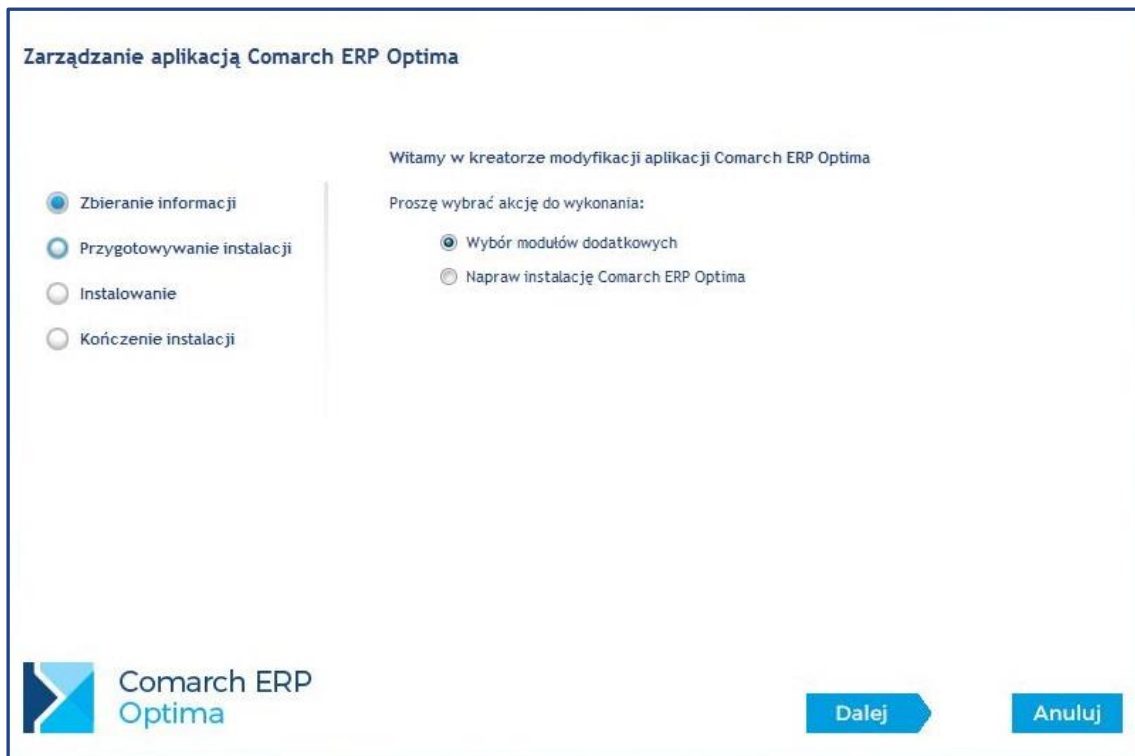 Zarządzanie aplikacją Comarch ERP Optima
Witamy w kreatorze modyfikacji aplikacji Comarch ERP Optima
Zbieranie informacji
Przygotowywanie instalacji
Instalowanie
Kończenie instalacji
Proszę wybrać akcję do wykonania:
Wybór modułów dodatkowych
Napraw instalację Comarch ERP Optima
Comarch ERP
Optima
Dalej
Anuluj